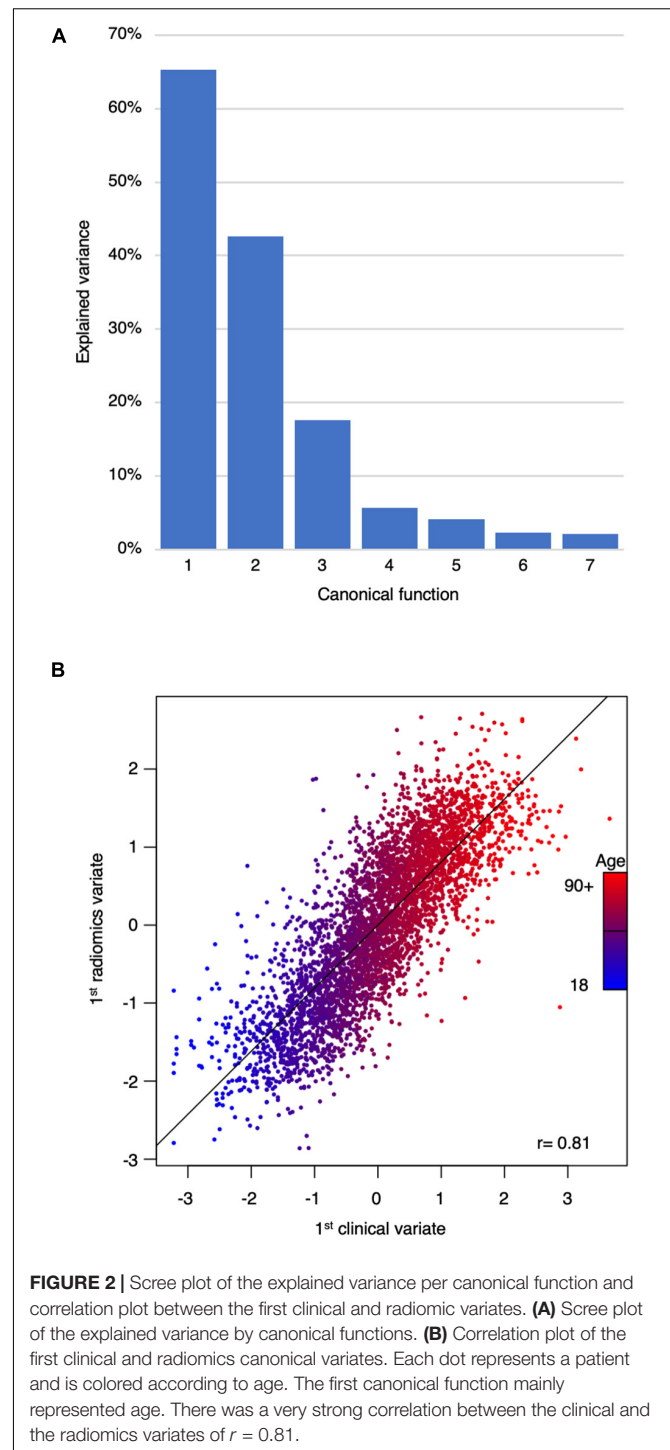 A
70%
60%
50%
40%
30%
20%
10%
0%
Explained variance
1 2 3 4 5 6 7
Canonical function
B
2
1
0
-1
-2
-3
1st radiomics variate
Age
90+
18
r= 0.81
-3 -2 -1 0 1 2 3
1st clinical variate
FIGURE 2 | Scree plot of the explained variance per canonical function and
correlation plot between the first clinical and radiomic variates. (A) Scree plot
of the explained variance by canonical functions. (B) Correlation plot of the
first clinical and radiomics canonical variates. Each dot represents a patient
and is colored according to age. The first canonical function mainly
represented age. There was a very strong correlation between the clinical and
the radiomics variates of r = 0.81.